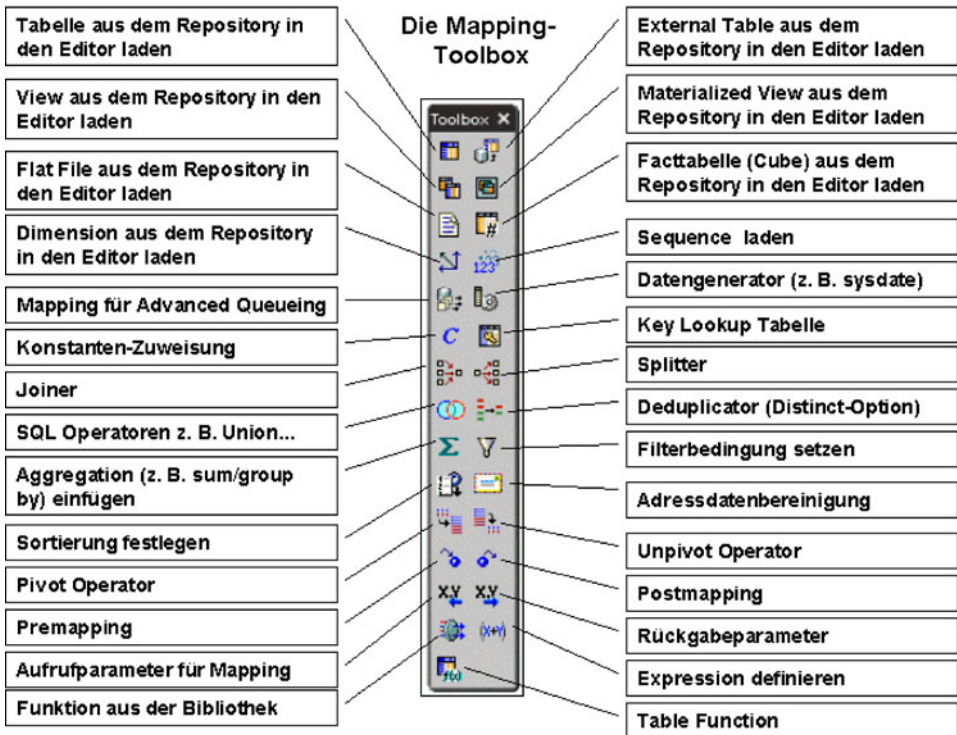 Die Mapping-
Toolbox
Tabelle aus dem Repository in
den Editor laden
View aus dem Repository in den
Editor laden
Flat File aus dem Repository in
den Editor laden
Dimension aus dem Repository
in den Editor laden
Mapping für Advanced Queueing
Konstanten-Zuweisung
Joiner
SQL Operatoren z. B. Union...
Aggregation (z. B. sum/group
by) einfügen
Sortierung festlegen
Pivot Operator
Premapping
Aufrufparameter für Mapping
Funktion aus der Bibliothek
Toolbox X
#
123
C
Σ
X,Y
X,Y
(X+Y)
f(x)
External Table aus dem
Repository in den Editor laden
Materialized View aus dem
Repository in den Editor laden
Facttabelle (Cube) aus dem
Repository in den Editor laden
Sequence laden
Datengenerator (z. B. sysdate)
Key Lookup Tabelle
Splitter
Deduplicator (Distinct-Option)
Filterbedingung setzen
Adressdatenbereinigung
Unpivot Operator
Postmapping
Rückgabeparameter
Expression definieren
Table Function